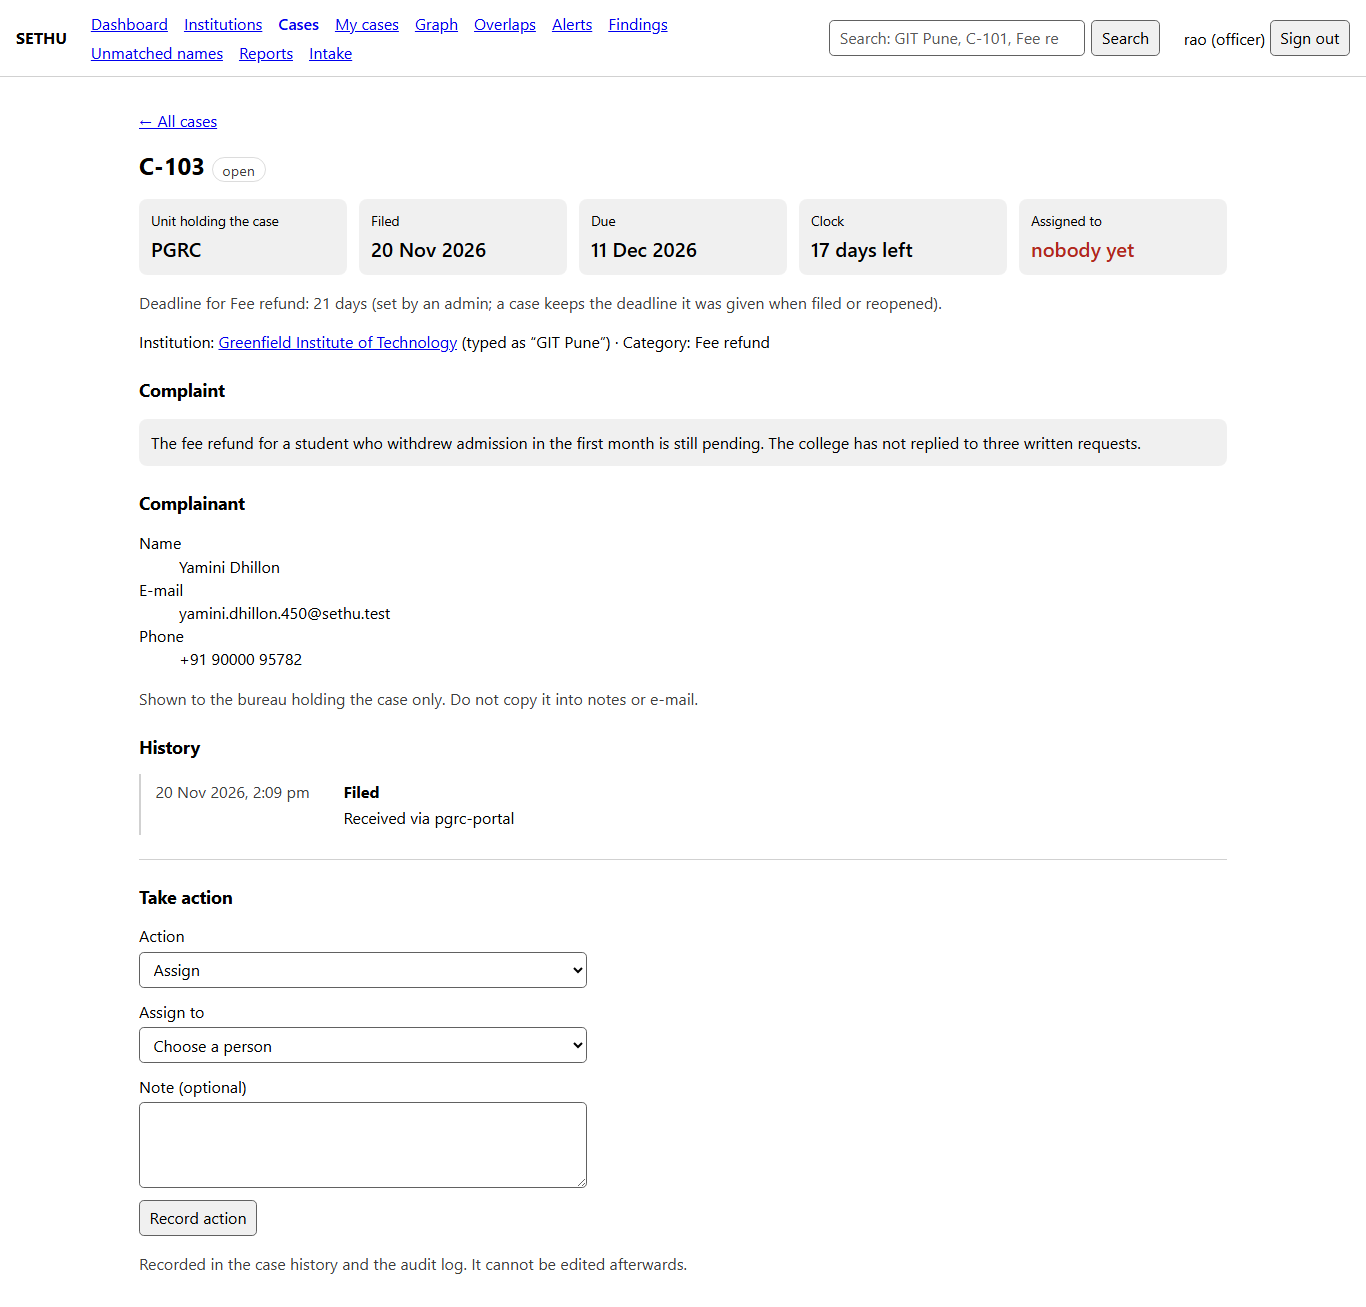 SETHU
Dashboard Institutions Cases My cases Graph Overlaps Alerts Findings
Unmatched names Reports Intake
Search: GIT Pune, C-101, Fee re
Search
rao (officer)
Sign out
← All cases
C-103 open
Unit holding the case
PGRC
Filed
20 Nov 2026
Due
11 Dec 2026
Clock
17 days left
Assigned to
nobody yet
Deadline for Fee refund: 21 days (set by an admin; a case keeps the deadline it was given when filed or reopened).
Institution: Greenfield Institute of Technology (typed as “GIT Pune”) · Category: Fee refund
Complaint
The fee refund for a student who withdrew admission in the first month is still pending. The college has not replied to three written requests.
Complainant
Name
Yamini Dhillon
E-mail
yamini.dhillon.450@sethu.test
Phone
+91 90000 95782
Shown to the bureau holding the case only. Do not copy it into notes or e-mail.
History
20 Nov 2026, 2:09 pm Filed
Received via pgrc-portal
Take action
Action
Assign
Assign to
Choose a person
Note (optional)
Record action
Recorded in the case history and the audit log. It cannot be edited afterwards.